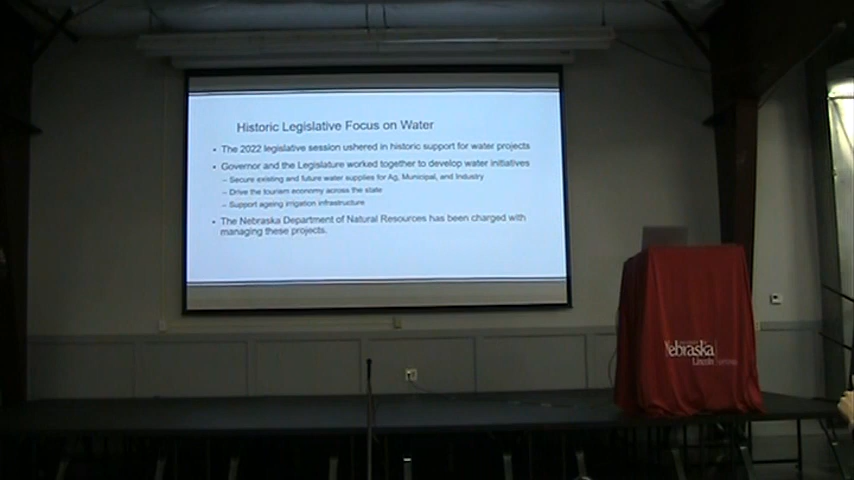 Historic Legislative Focus on Water
• The 2022 legislative session ushered in historic support for water projects
• Governor and the Legislature worked together to develop water initiatives
– Secure existing and future water supplies for Ag, Municipal, and Industry
– Drive the tourism economy across the state
– Support ageing irrigation infrastructure
• The Nebraska Department of Natural Resources has been charged with
managing these projects.
Nebraska
Lincoln